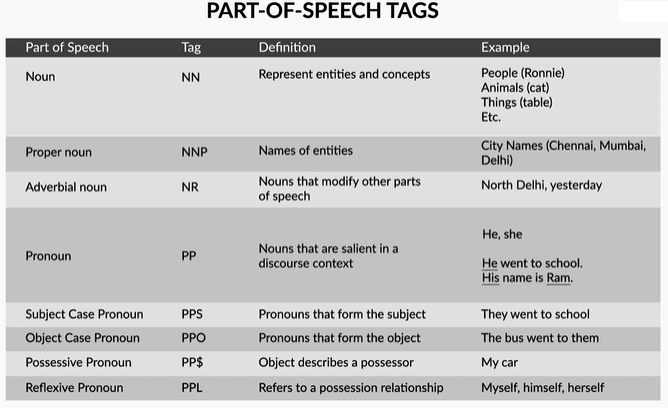 PART-OF-SPEECH TAGS
Part of Speech Tag Definition Example
Noun NN Represent entities and concepts People (Ronnie)
Animals (cat)
Things (table)
Etc.
Proper noun NNP Names of entities City Names (Chennai, Mumbai,
Delhi)
Adverbial noun NR Nouns that modify other parts
of speech North Delhi, yesterday
Pronoun PP Nouns that are salient in a
discourse context He, she
He went to school.
His name is Ram.
Subject Case Pronoun PPS Pronouns that form the subject They went to school
Object Case Pronoun PPO Pronouns that form the object The bus went to them
Possessive Pronoun PP$ Object describes a possessor My car
Reflexive Pronoun PPL Refers to a possession relationship Myself, himself, herself